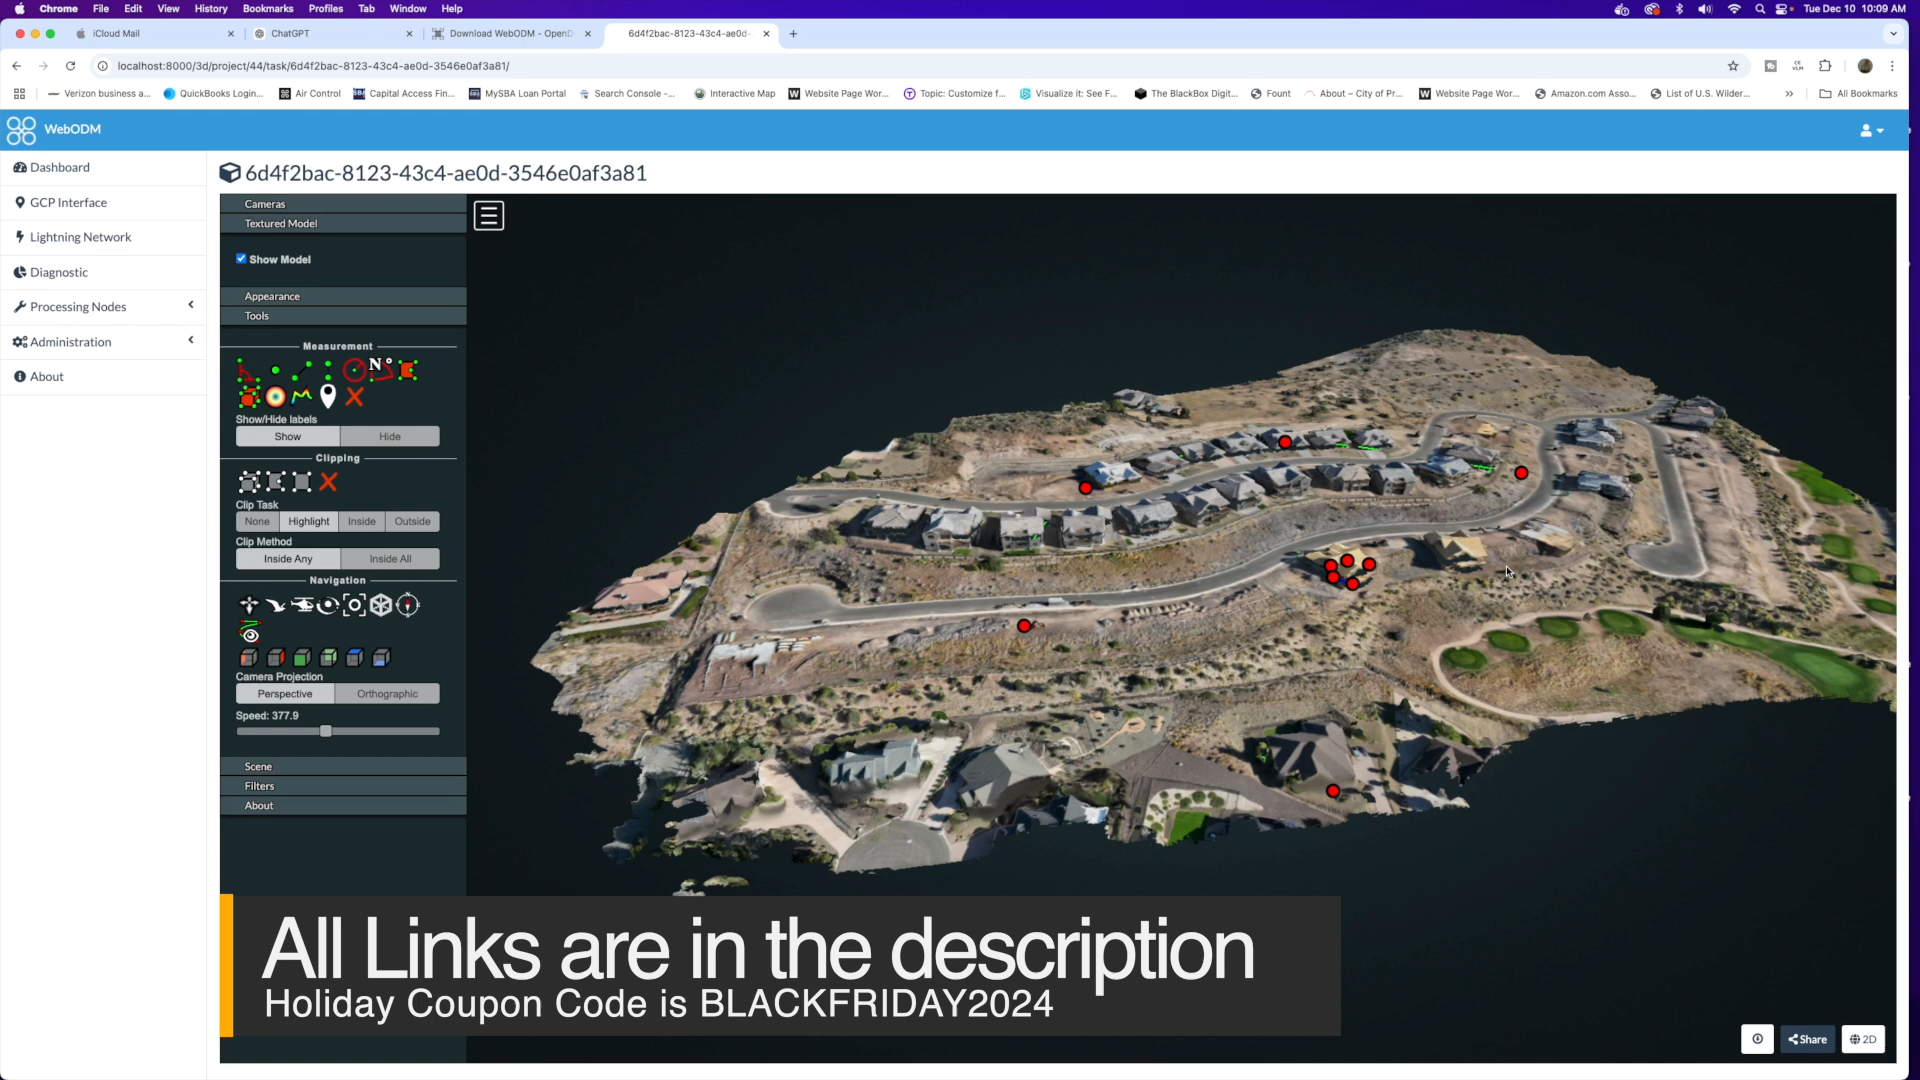 Chrome File Edit View History Bookmarks Profiles Tab Window Help Tue Dec 10 10:09 AM
iCloud Mail ChatGPT Download WebODM - OpenD 6d4f2bac-8123-43c4-ae0d-
localhost:8000/3d/project/44/task/6d4f2bac-8123-43c4-ae0d-3546e0af3a81/
Verizon business a... QuickBooks Login... Air Control Capital Access Fin... MySBA Loan Portal Search Console -... Interactive Map Website Page Wor... Topic: Customize f... Visualize it: See F... The BlackBox Digit... Fount About – City of Pr... Website Page Wor... Amazon.com Asso... List of U.S. Wilder... » All Bookmarks
WebODM
Dashboard
GCP Interface
Lightning Network
Diagnostic
Processing Nodes
Administration
About
6d4f2bac-8123-43c4-ae0d-3546e0af3a81
Cameras
Textured Model
Show Model
Appearance
Tools
Measurement
N°
Show/Hide labels
Show Hide
Clipping
Clip Task
None Highlight Inside Outside
Clip Method
Inside Any Inside All
Navigation
Camera Projection
Perspective Orthographic
Speed: 377.9
Scene
Filters
About
All Links are in the description
Holiday Coupon Code is BLACKFRIDAY2024
Share 2D